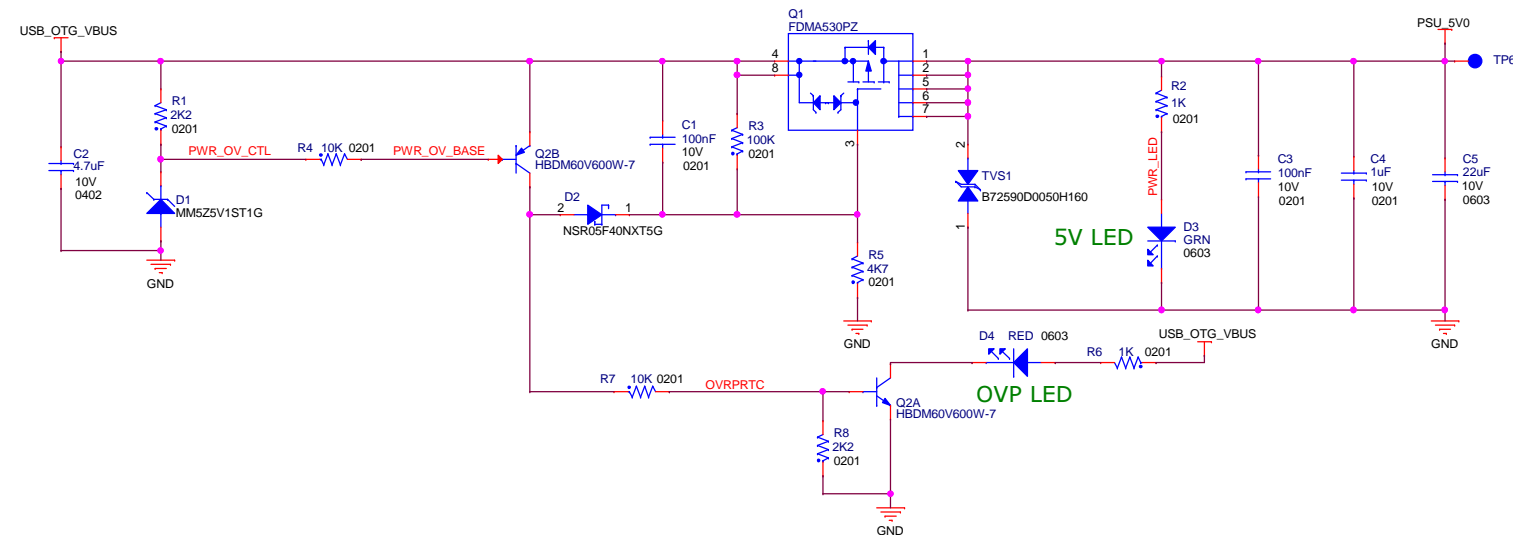 Q1
FDMA530PZ
USB_OTG_VBUS
PSU_5V0
TP6
4
8
1
2
5
6
7
3
R1
2K2
0201
R2
1K
0201
C1
100nF
10V
0201
R3
100K
0201
PWR_OV_CTL
R4 10K 0201
PWR_OV_BASE
Q2B
HBDM60V600W-7
C2
4.7uF
10V
0402
D1
MM5Z5V1ST1G
2
TVS1
B72590D0050H160
1
PWR_LED
C3
100nF
10V
0201
C4
1uF
10V
0201
C5
22uF
10V
0603
D2
2
1
NSR05F40NXT5G
5V LED
D3
GRN
0603
R5
4K7
0201
GND
GND
GND
D4 RED 0603
R6 1K 0201
USB_OTG_VBUS
OVP LED
R7 10K 0201
OVRPRTC
Q2A
HBDM60V600W-7
R8
2K2
0201
GND